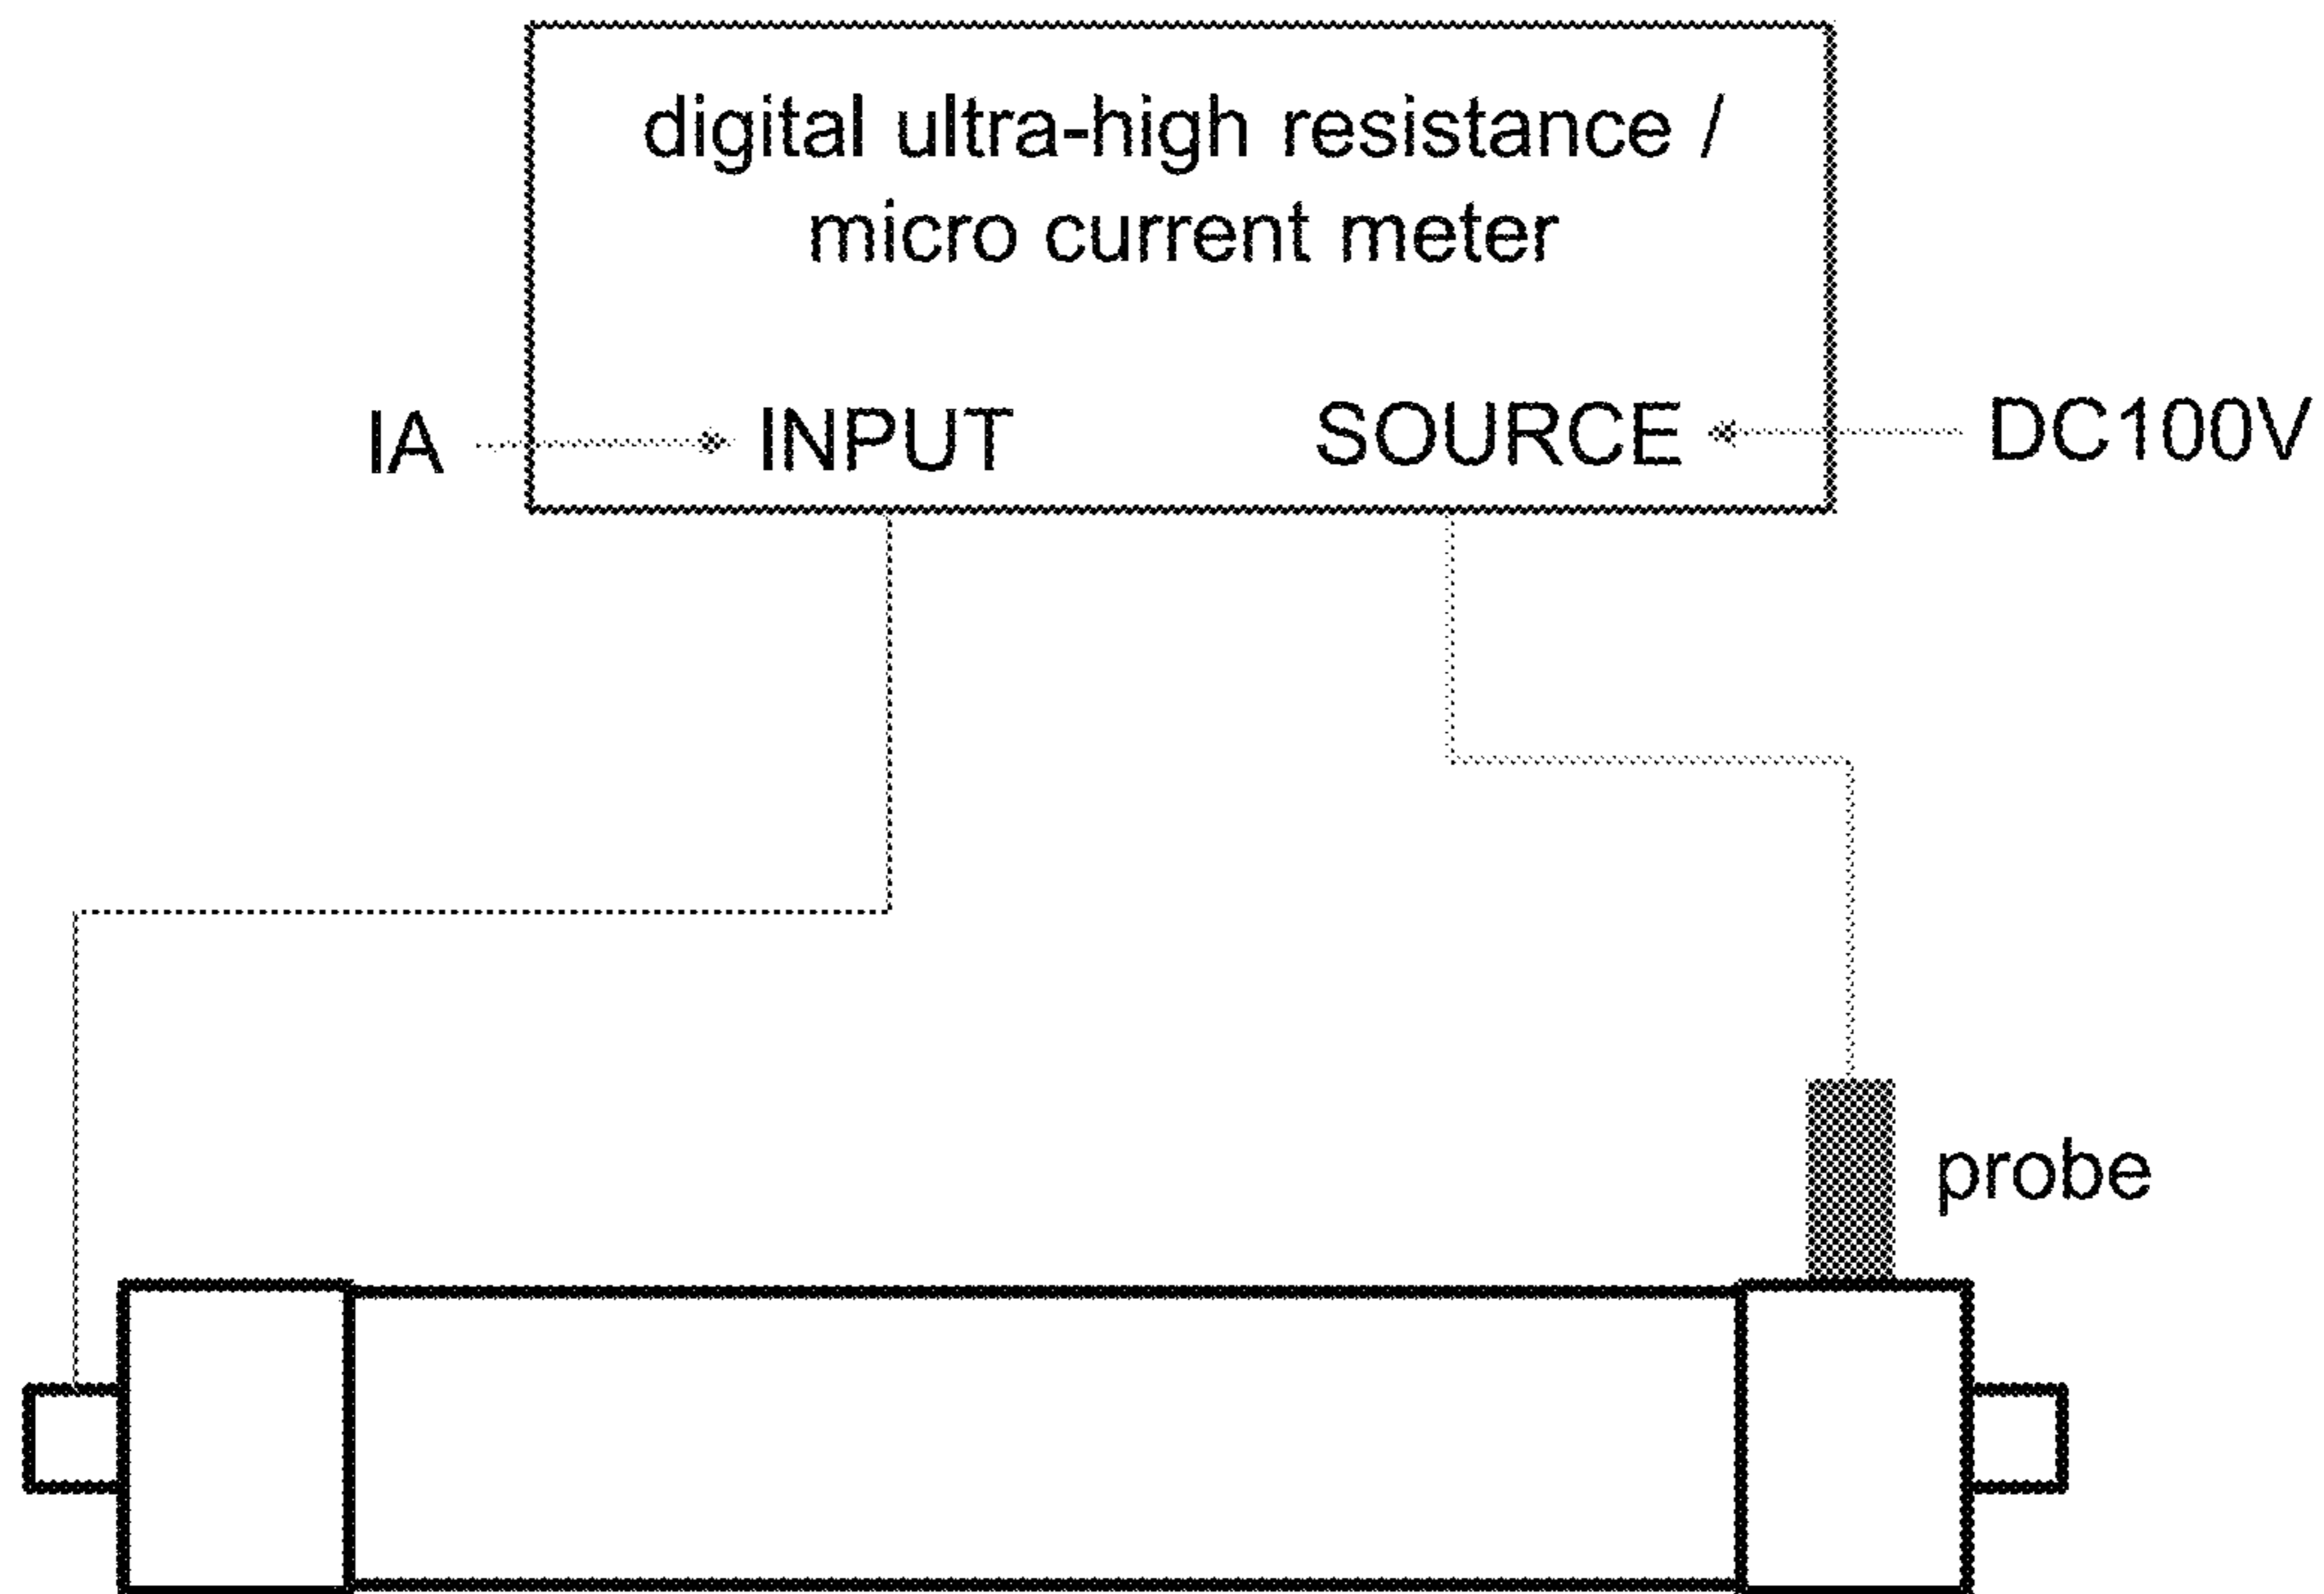 digital ultra-high resistance /
micro current meter
IA INPUT SOURCE DC100V
probe